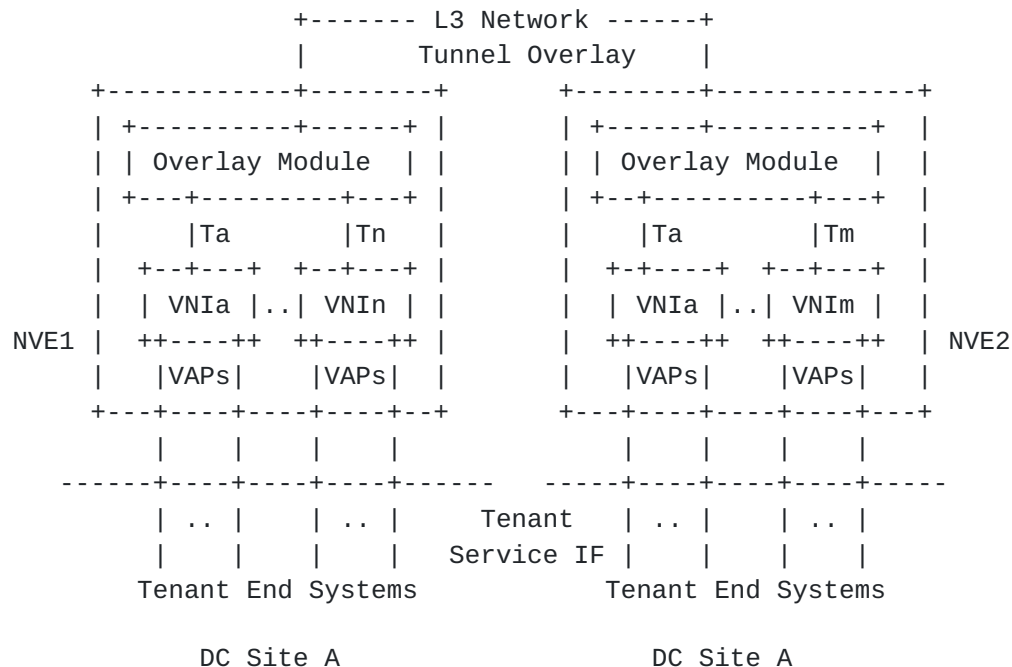 +------- L3 Network ------+
|       Tunnel Overlay    |
+------------+--------+       +--------+-------------+
| +----------+------+ |       | +------+----------+  |
| | Overlay Module  | |       | | Overlay Module  |  |
| +---+---------+---+ |       | +--+----------+---+  |
|     |Ta       |Tn   |       |    |Ta        |Tm    |
|  +--+---+  +--+---+ |       |  +-+----+  +--+---+  |
|  | VNIa |..| VNIn | |       |  | VNIa |..| VNIm |  |
NVE1 |  ++----++  ++----++ |       |  ++----++  ++----++  | NVE2
|   |VAPs|    |VAPs|  |       |   |VAPs|    |VAPs|   |
+---+----+----+----+--+       +---+----+----+----+---+
|    |    |    |              |    |    |    |
------+----+----+----+------   -----+----+----+----+-----
| .. |    | .. |     Tenant   | .. |    | .. |
|    |    |    |   Service IF |    |    |    |
Tenant End Systems            Tenant End Systems
DC Site A                    DC Site A